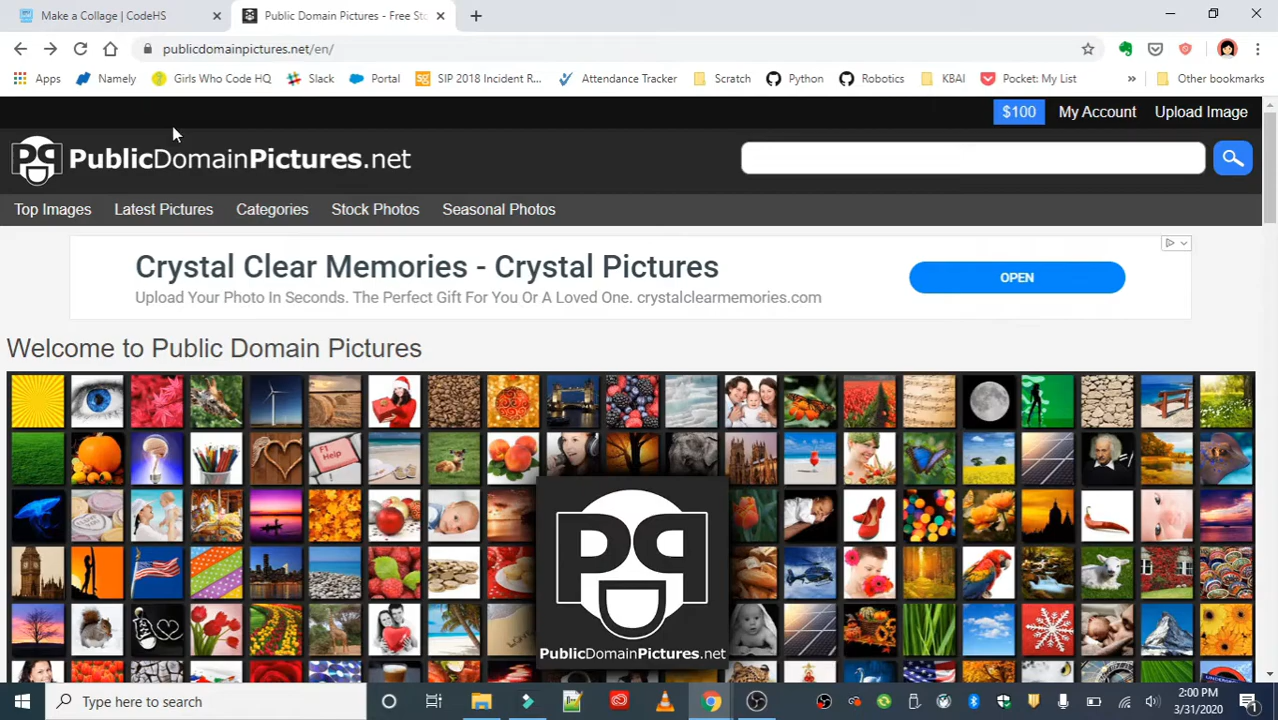 Make a Collage | CodeHS
Public Domain Pictures - Free Sto
publicdomainpictures.net/en/
Apps Namely Girls Who Code HQ Slack Portal SIP 2018 Incident R... Attendance Tracker Scratch Python Robotics KBAI Pocket: My List » Other bookmarks
$100 My Account Upload Image
PublicDomainPictures.net
Top Images Latest Pictures Categories Stock Photos Seasonal Photos
Crystal Clear Memories - Crystal Pictures
Upload Your Photo In Seconds. The Perfect Gift For You Or A Loved One. crystalclearmemories.com
OPEN
Welcome to Public Domain Pictures
F1
Help
PublicDomainPictures.net
Type here to search
2:00 PM
3/31/2020